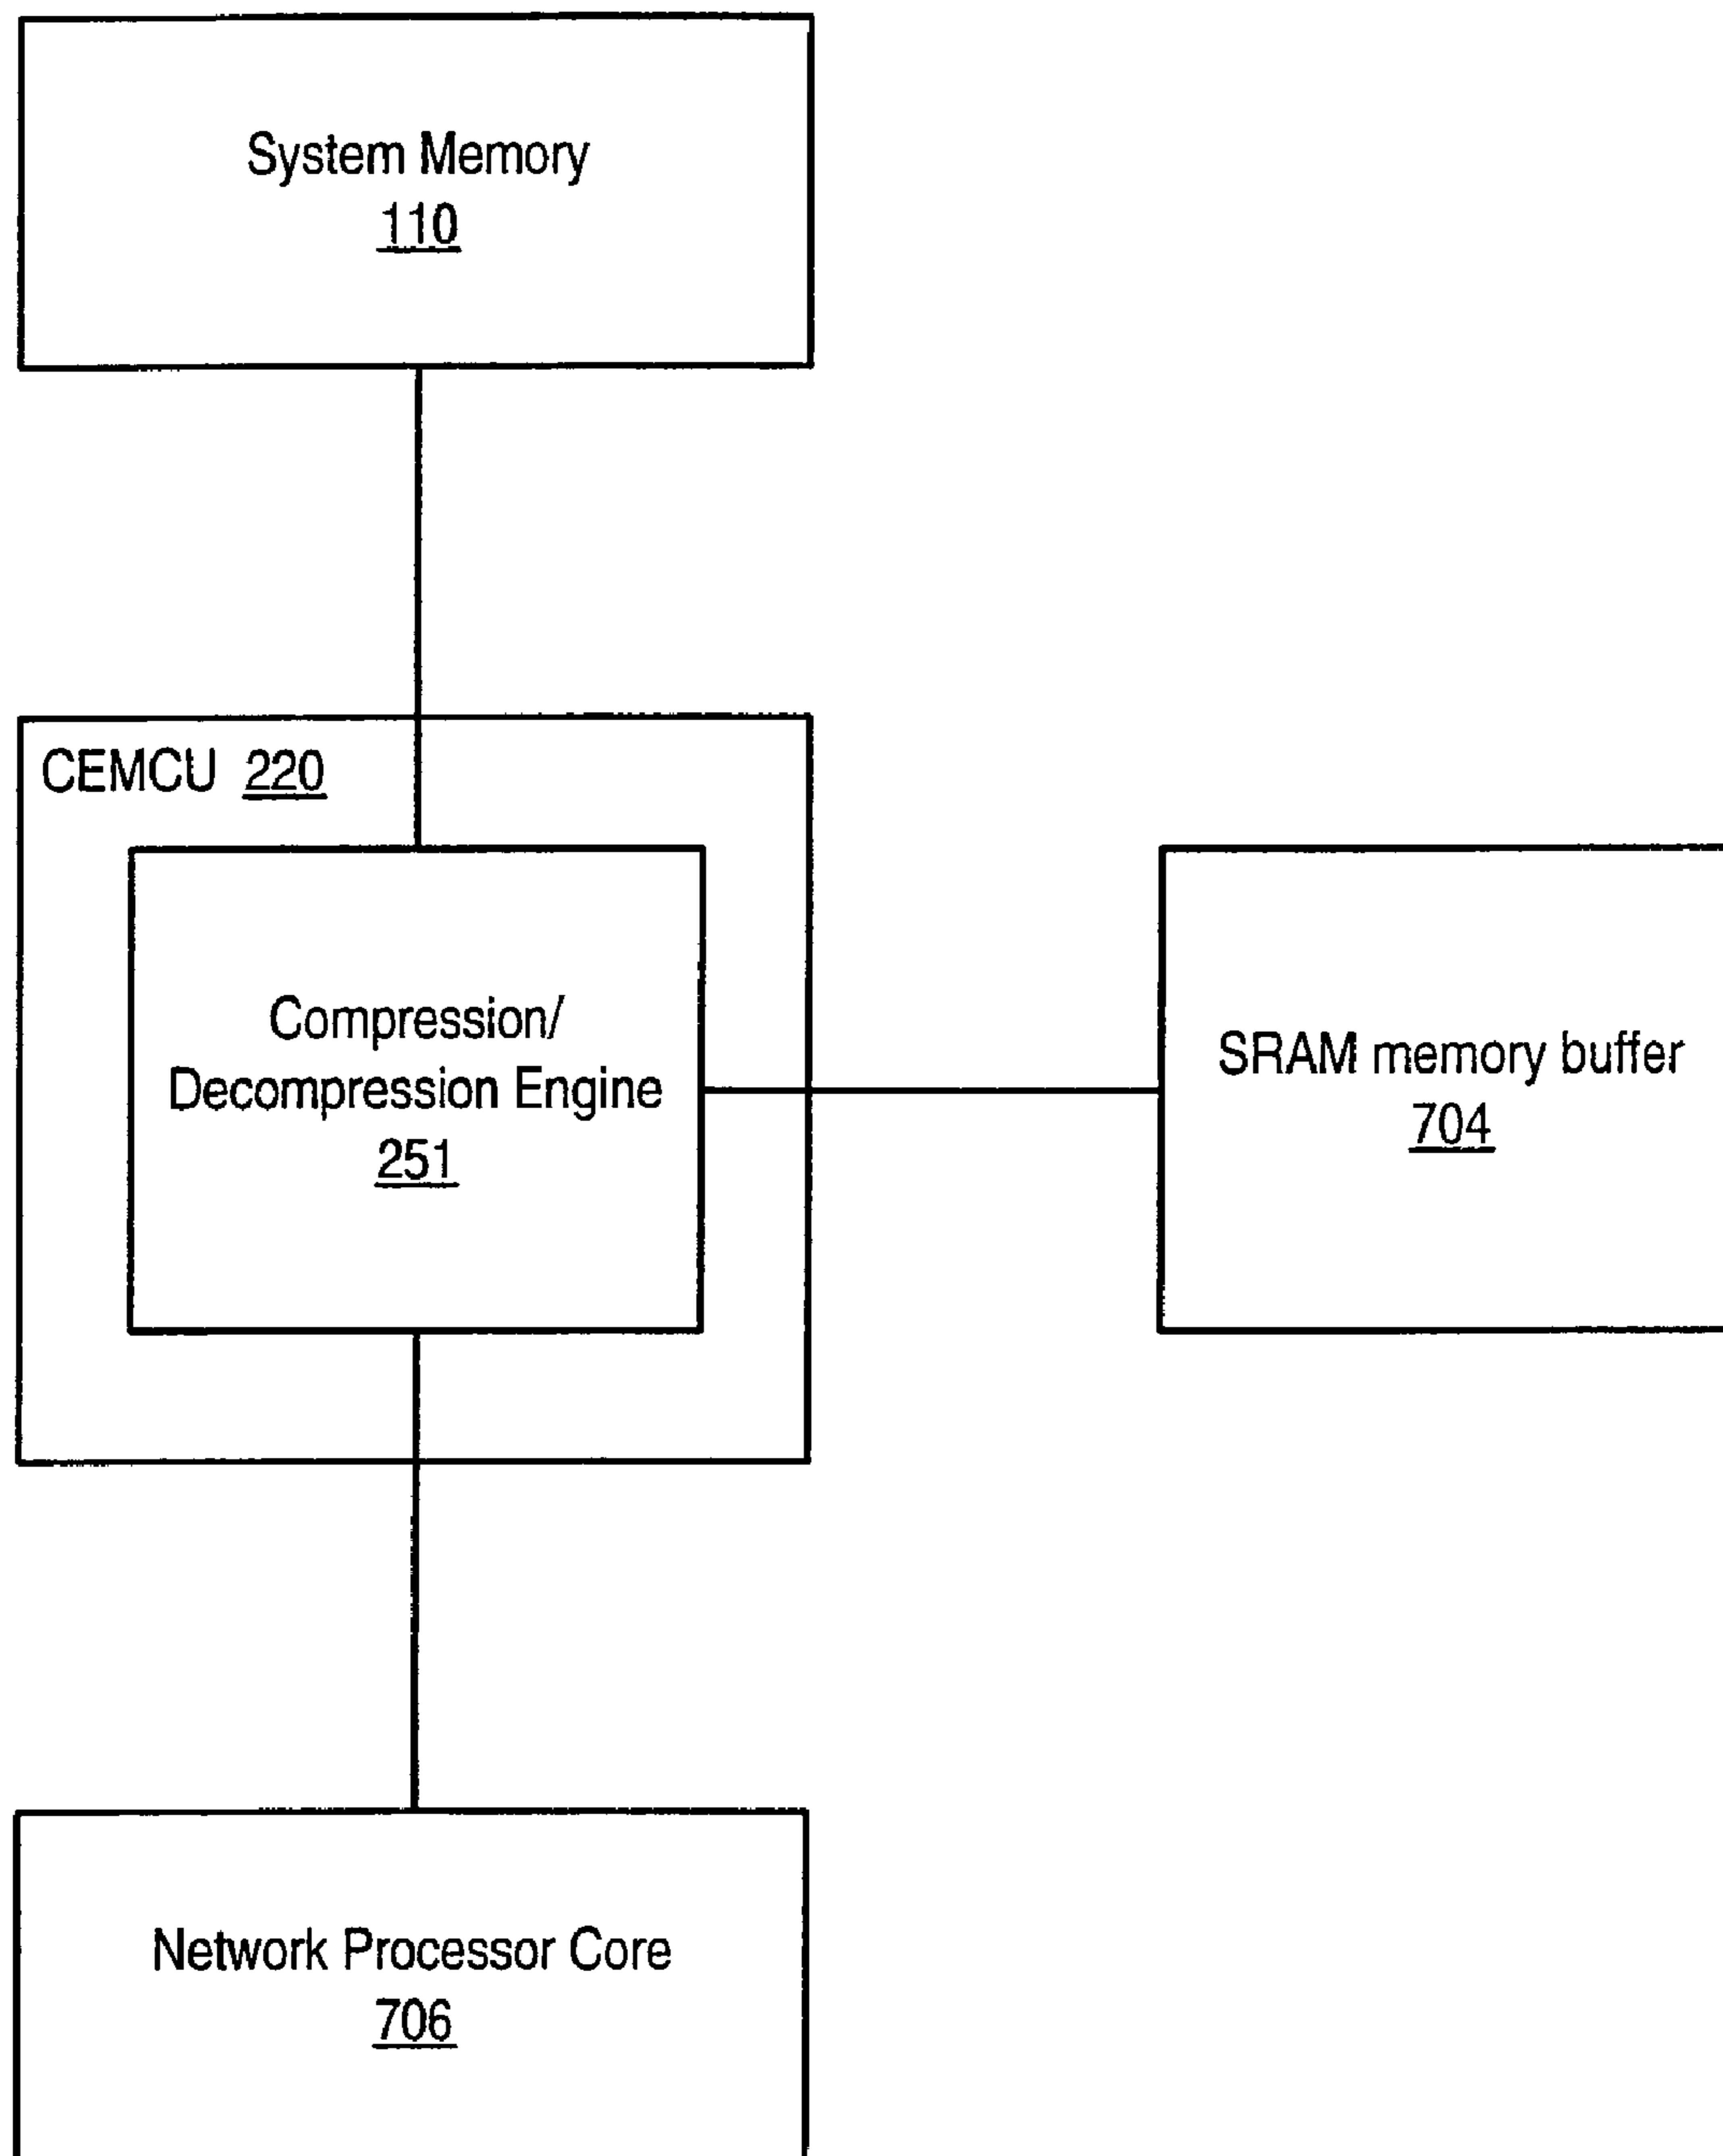 System Memory
110
CEMCU 220
Compression/
Decompression Engine
251
SRAM memory buffer
704
Network Processor Core
706